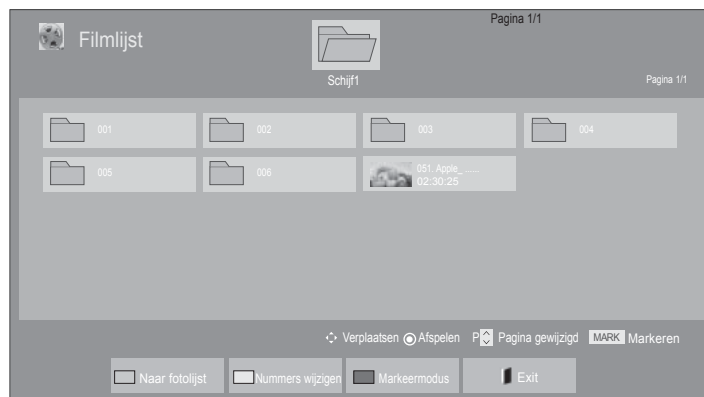 Pagina 1/1
Filmlijst
Schijf1
Pagina 1/1
001 002 003 004
005 006 051. Apple_ ......
02:30:25
Verplaatsen Afspelen P Pagina gewijzigd MARK Markeren
Naar fotolijst Nummers wijzigen Markeermodus Exit